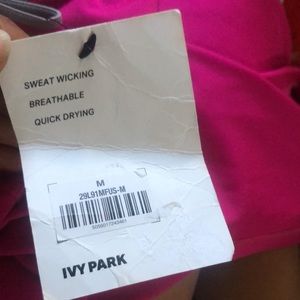 SWEAT WICKING
BREATHABLE
QUICK DRYING
M
29L91MFUS-M
IVY PARK